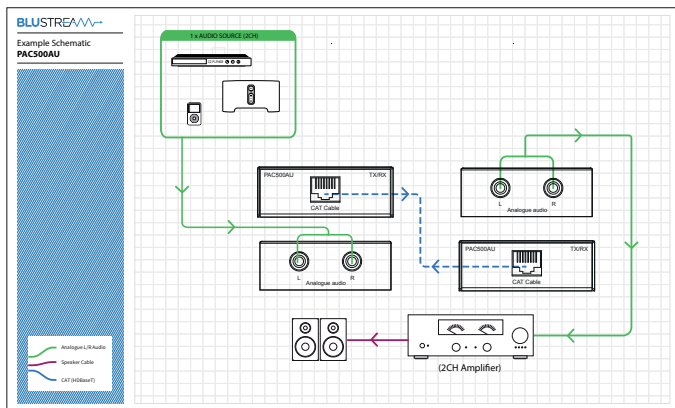 BLUSTREAM
Example Schematic
PAC500AU
1 x AUDIO SOURCE (2CH)
PAC500AU TX/RX
CAT Cable
L R
Analogue audio
L R
Analogue audio
PAC500AU TX/RX
CAT Cable
(2CH Amplifier)
Analogue L/R Audio
Speaker Cable
CAT (HDBaseT)